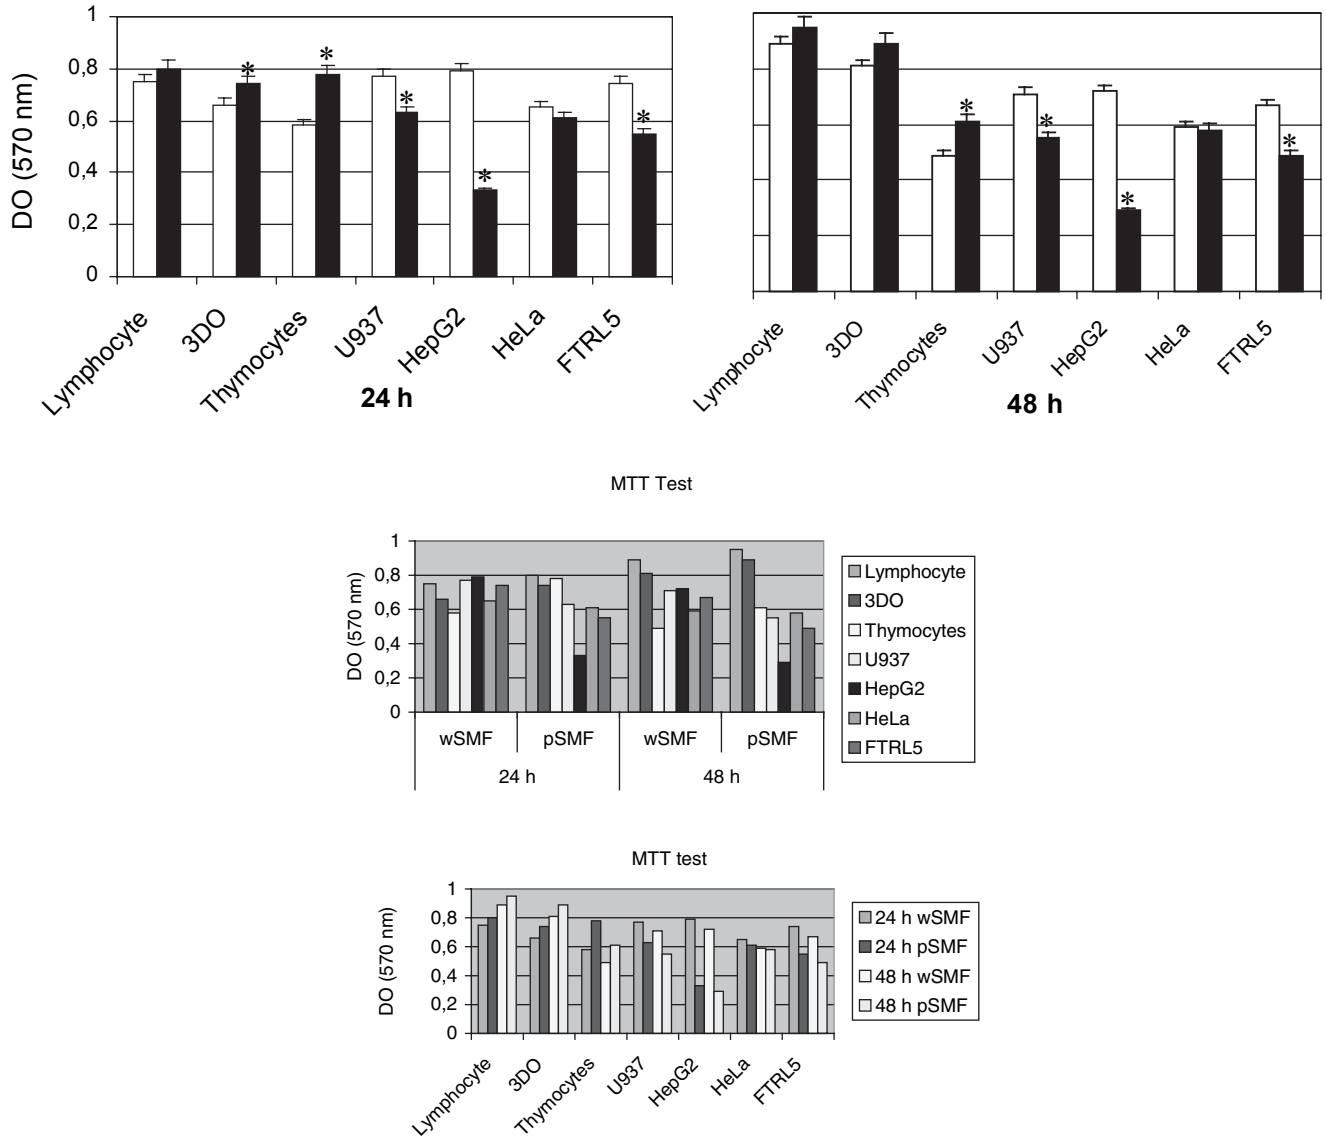 1
0,8
0,6
0,4
0,2
0
DO (570 nm)
* * * * *
Lymphocyte 3DO Thymocytes U937 HepG2 HeLa FTRL5
24 h
* * * *
Lymphocyte 3DO Thymocytes U937 HepG2 HeLa FTRL5
48 h
MTT Test
1
0,8
0,6
0,4
0,2
0
DO (570 nm)
wSMF pSMF wSMF pSMF
24 h 48 h
Lymphocyte
3DO
Thymocytes
U937
HepG2
HeLa
FTRL5
MTT test
1
0,8
0,6
0,4
0,2
0
DO (570 nm)
Lymphocyte 3DO Thymocytes U937 HepG2 HeLa FTRL5
24 h wSMF
24 h pSMF
48 h wSMF
48 h pSMF